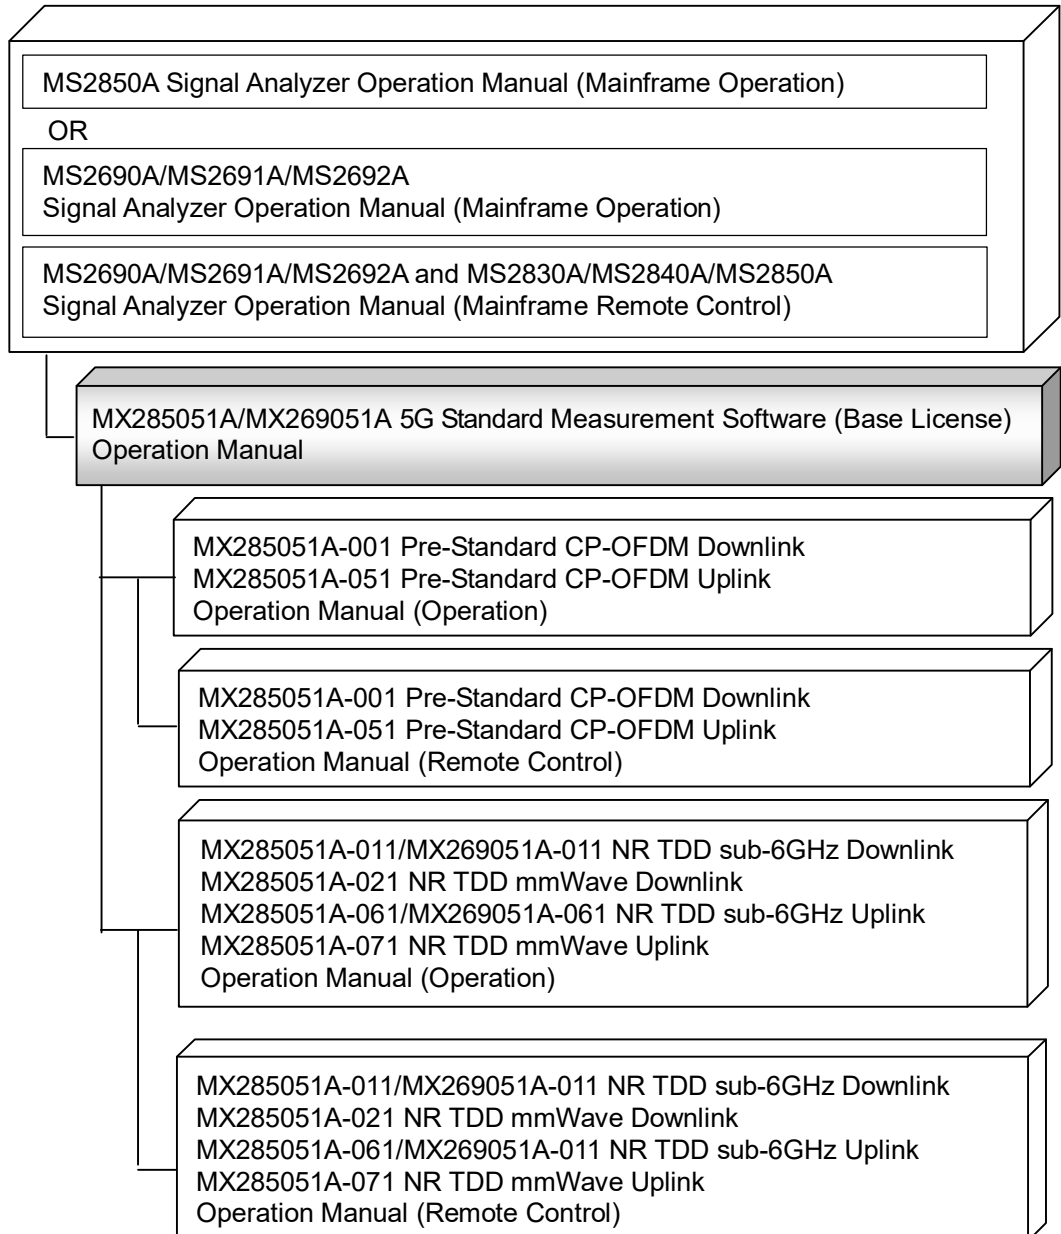 MS2850A Signal Analyzer Operation Manual (Mainframe Operation)
OR
MS2690A/MS2691A/MS2692A
Signal Analyzer Operation Manual (Mainframe Operation)
MS2690A/MS2691A/MS2692A and MS2830A/MS2840A/MS2850A
Signal Analyzer Operation Manual (Mainframe Remote Control)
MX285051A/MX269051A 5G Standard Measurement Software (Base License)
Operation Manual
MX285051A-001 Pre-Standard CP-OFDM Downlink
MX285051A-051 Pre-Standard CP-OFDM Uplink
Operation Manual (Operation)
MX285051A-001 Pre-Standard CP-OFDM Downlink
MX285051A-051 Pre-Standard CP-OFDM Uplink
Operation Manual (Remote Control)
MX285051A-011/MX269051A-011 NR TDD sub-6GHz Downlink
MX285051A-021 NR TDD mmWave Downlink
MX285051A-061/MX269051A-061 NR TDD sub-6GHz Uplink
MX285051A-071 NR TDD mmWave Uplink
Operation Manual (Operation)
MX285051A-011/MX269051A-011 NR TDD sub-6GHz Downlink
MX285051A-021 NR TDD mmWave Downlink
MX285051A-061/MX269051A-011 NR TDD sub-6GHz Uplink
MX285051A-071 NR TDD mmWave Uplink
Operation Manual (Remote Control)